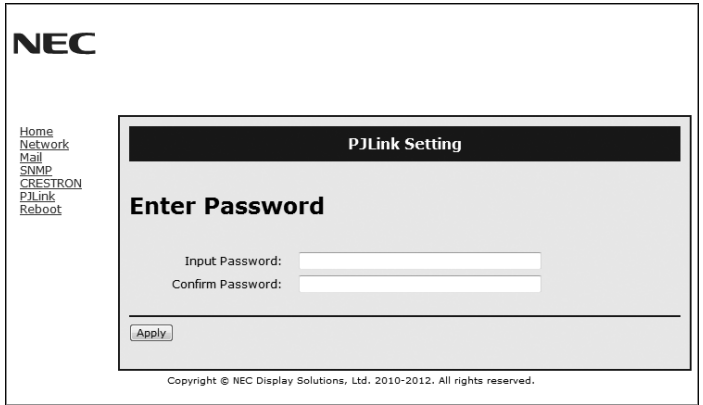 NEC
Home
Network
Mail
SNMP
CRESTRON
PJLink
Reboot
PJLink Setting
Enter Password
Input Password:
Confirm Password:
Apply
Copyright © NEC Display Solutions, Ltd. 2010-2012. All rights reserved.